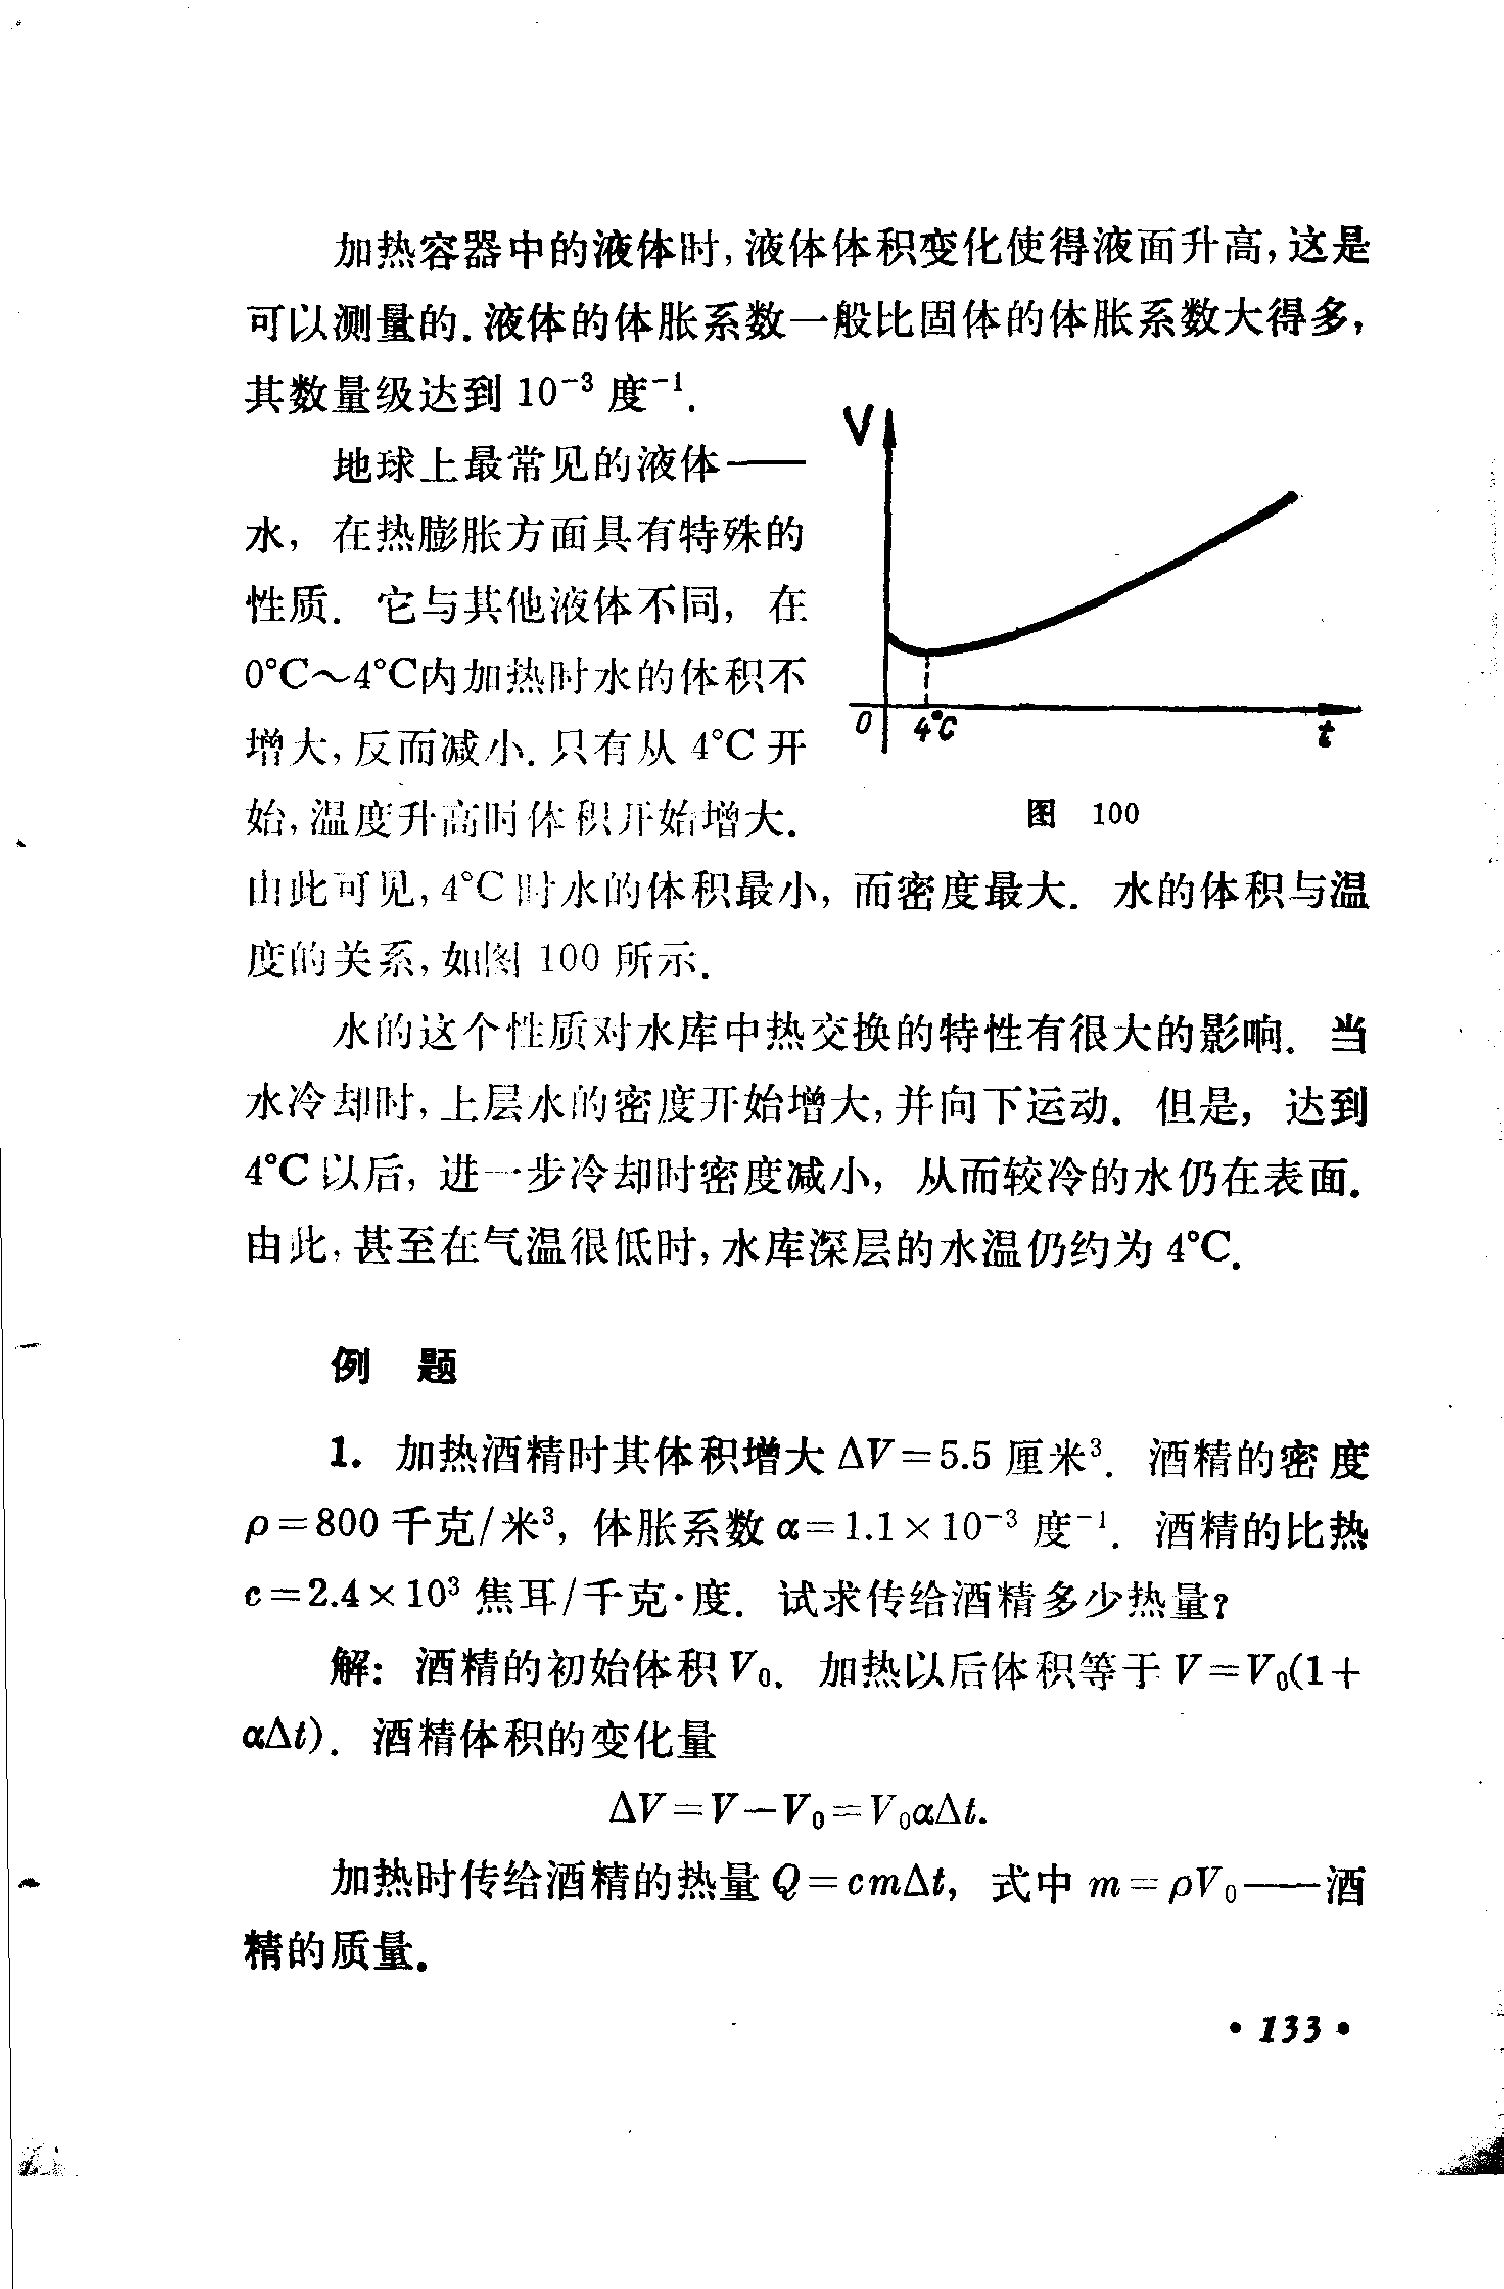 加热容器中的液体时,液体体积变化使得液面升高,这是
可以测量的.液体的体胀系数一般比固体的体胀系数大得多,
其数量级达到 10⁻³ 度⁻¹.
地球上最常见的液体——
水, 在热膨胀方面具有特殊的
性质. 它与其他液体不同, 在
0°C～4°C内加热时水的体积不
增大,反而减小.只有从 4°C 开
始,温度升高时体积开始增大.
V
O
4°C
t
图 100
由此可见,4°C 时水的体积最小, 而密度最大. 水的体积与温
度的关系,如图 100 所示.
水的这个性质对水库中热交换的特性有很大的影响. 当
水冷却时,上层水的密度开始增大,并向下运动. 但是, 达到
4°C 以后, 进一步冷却时密度减小, 从而较冷的水仍在表面.
由此,甚至在气温很低时,水库深层的水温仍约为 4°C.
例 题
1. 加热酒精时其体积增大 ΔV=5.5 厘米³. 酒精的密度
ρ=800 千克/米³, 体胀系数 α=1.1×10⁻³ 度⁻¹. 酒精的比热
c=2.4×10³ 焦耳/千克·度. 试求传给酒精多少热量?
解: 酒精的初始体积 V₀. 加热以后体积等于 V=V₀(1+
αΔt). 酒精体积的变化量
ΔV=V-V₀=V₀αΔt.
加热时传给酒精的热量 Q=cmΔt, 式中 m=ρV₀——酒
精的质量.
·133·